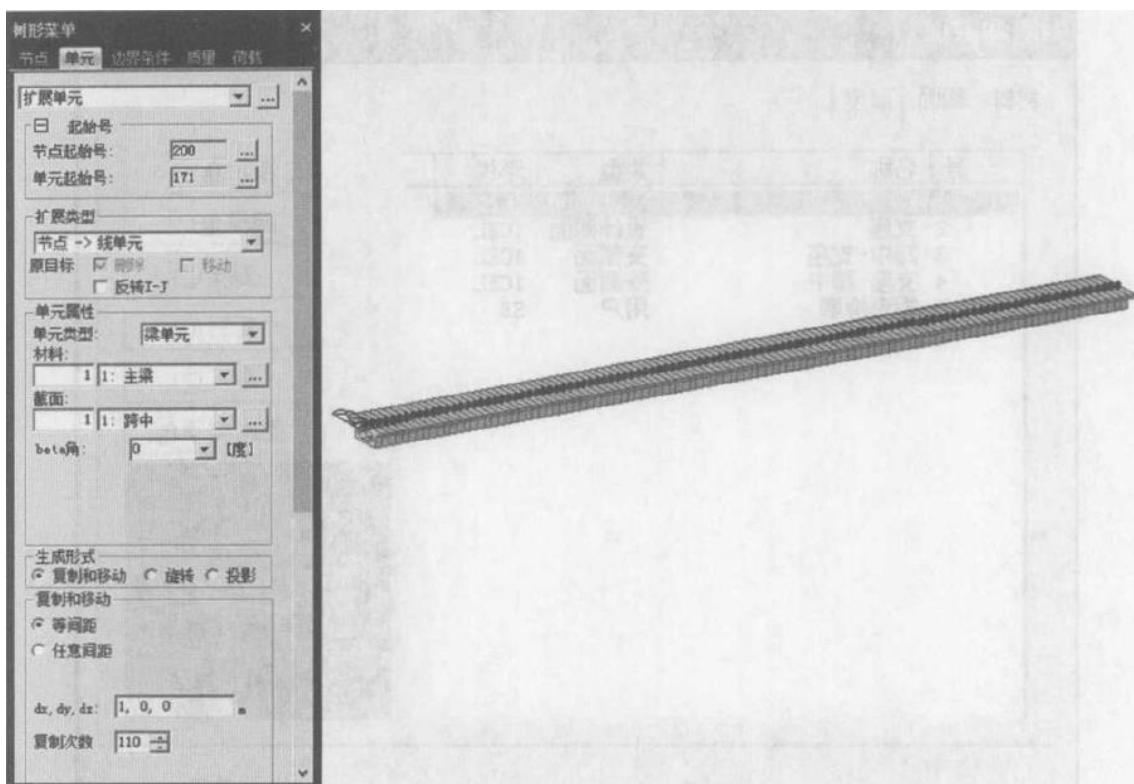 树形菜单 ×
节点 单元 边界条件 质量 荷载
扩展单元 ...
起始号
节点起始号: 200 ...
单元起始号: 171 ...
扩展类型
节点 -> 线单元
原目标 删除 移动
反转I-J
单元属性
单元类型: 梁单元
材料:
1 1: 主梁 ...
截面:
1 1: 跨中 ...
beta角: 0 [度]
生成形式
复制和移动 旋转 投影
复制和移动
等间距
任意间距
dx, dy, dz: 1, 0, 0 m
复制次数 110